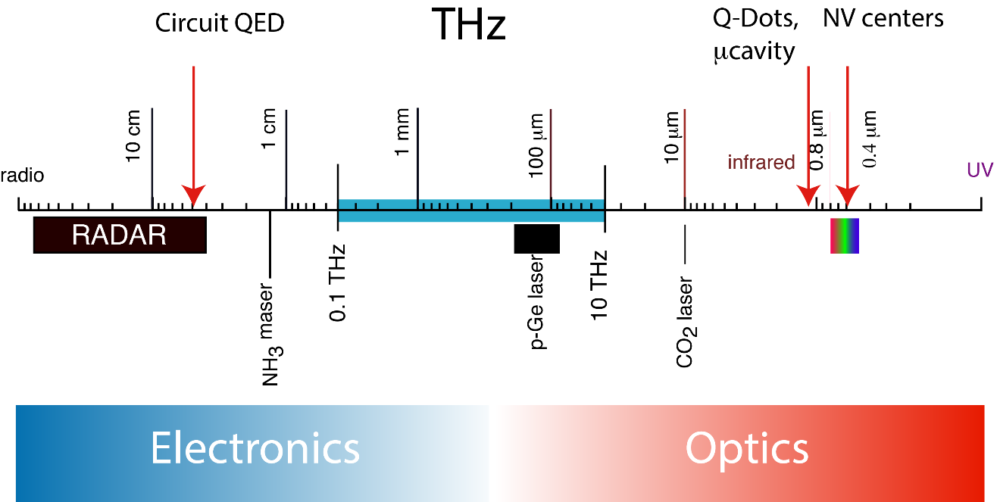 Circuit QED
THz
Q-Dots,
μcavity
NV centers
10 cm
1 cm
1 mm
100 μm
10 μm
infrared
0.8 μm
0.4 μm
radio
UV
RADAR
NH3 maser
0.1 THz
p-Ge laser
10 THz
CO2 laser
Electronics
Optics